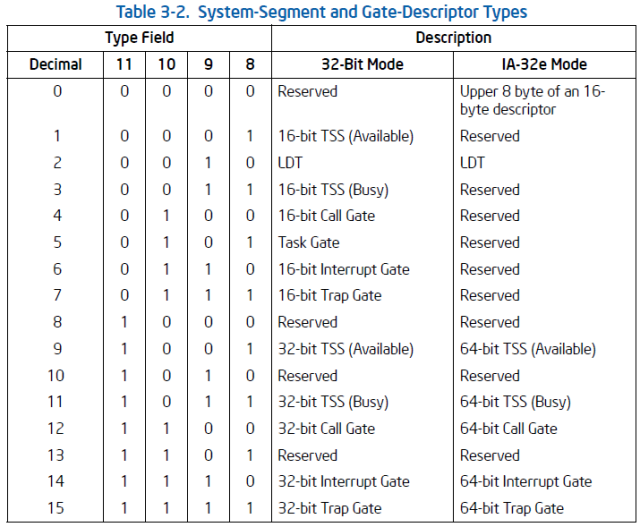 Table 3-2. System-Segment and Gate-Descriptor Types
Type Field Description
Decimal 11 10 9 8 32-Bit Mode IA-32e Mode
0 0 0 0 0 Reserved Upper 8 byte of an 16-
byte descriptor
1 0 0 0 1 16-bit TSS (Available) Reserved
2 0 0 1 0 LDT LDT
3 0 0 1 1 16-bit TSS (Busy) Reserved
4 0 1 0 0 16-bit Call Gate Reserved
5 0 1 0 1 Task Gate Reserved
6 0 1 1 0 16-bit Interrupt Gate Reserved
7 0 1 1 1 16-bit Trap Gate Reserved
8 1 0 0 0 Reserved Reserved
9 1 0 0 1 32-bit TSS (Available) 64-bit TSS (Available)
10 1 0 1 0 Reserved Reserved
11 1 0 1 1 32-bit TSS (Busy) 64-bit TSS (Busy)
12 1 1 0 0 32-bit Call Gate 64-bit Call Gate
13 1 1 0 1 Reserved Reserved
14 1 1 1 0 32-bit Interrupt Gate 64-bit Interrupt Gate
15 1 1 1 1 32-bit Trap Gate 64-bit Trap Gate